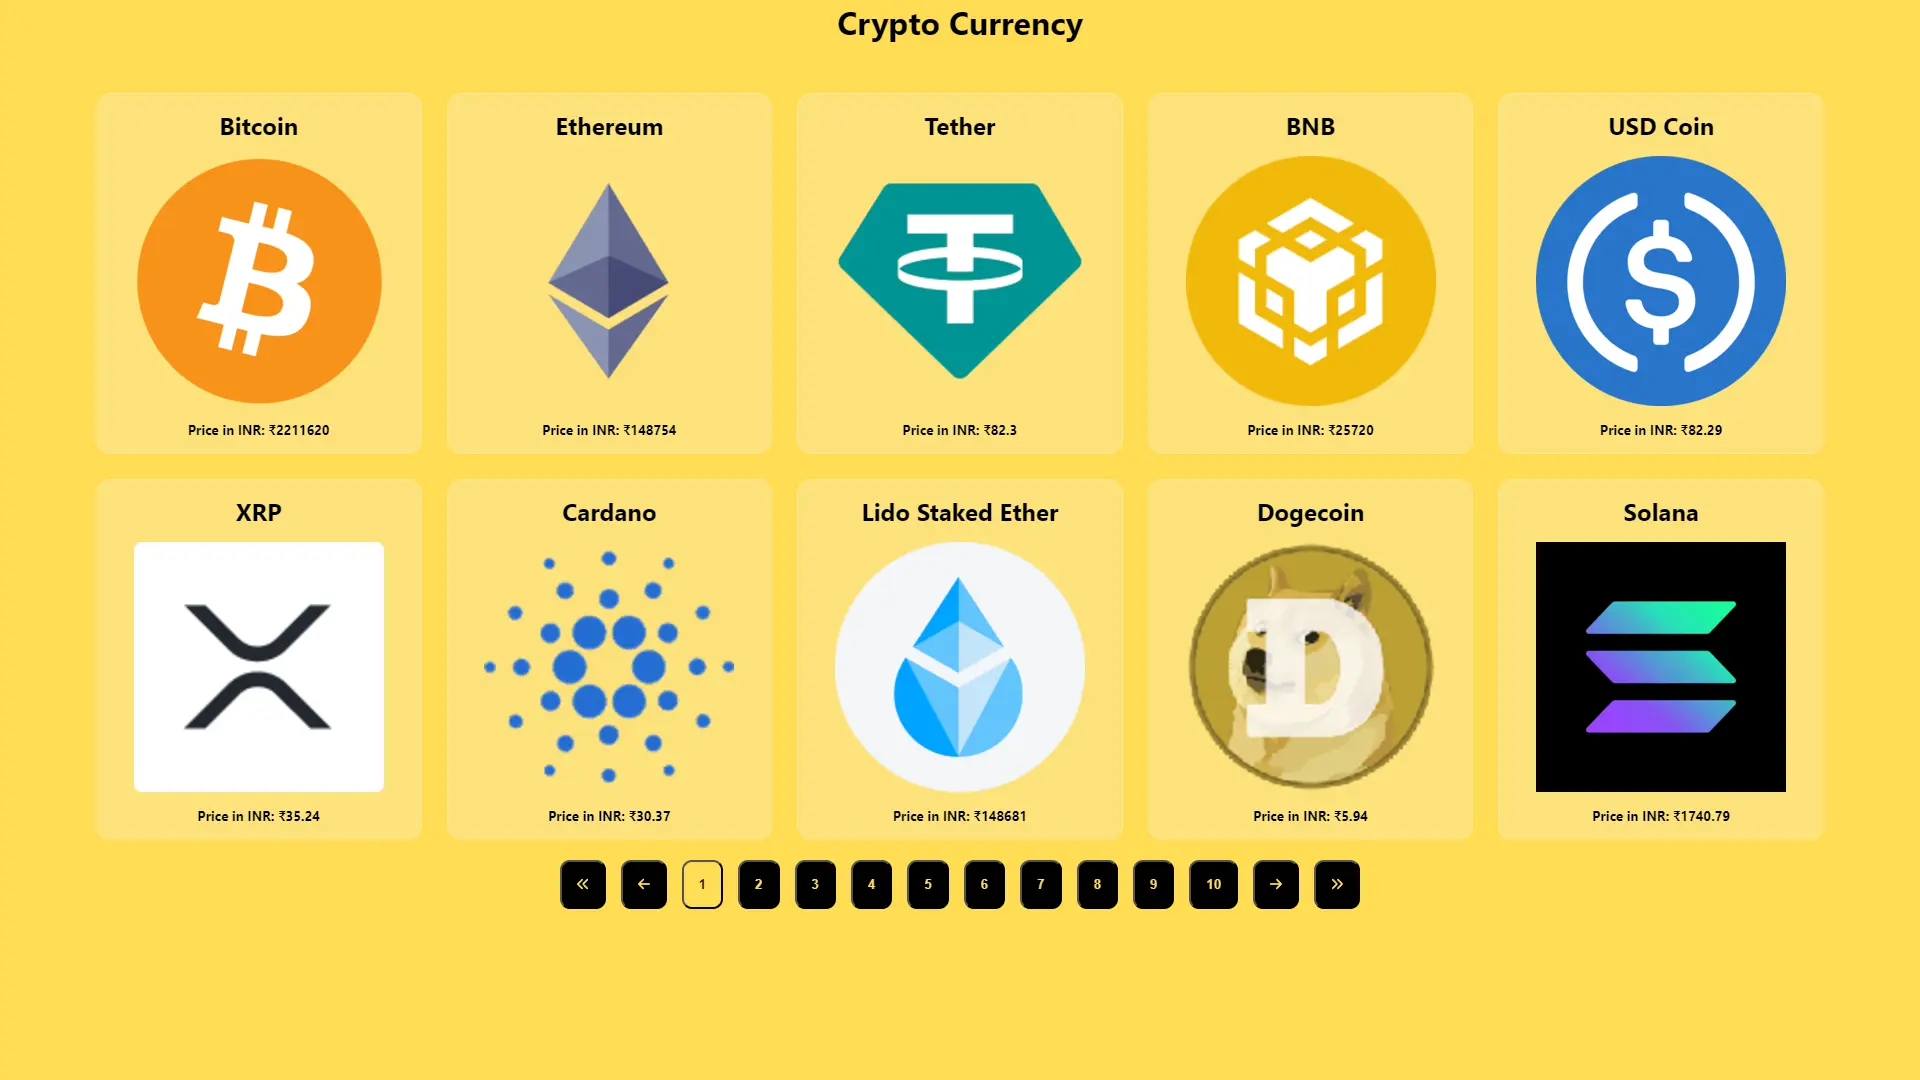 Crypto Currency
Bitcoin
Price in INR: ₹2211620
Ethereum
Price in INR: ₹148754
Tether
Price in INR: ₹82.3
BNB
Price in INR: ₹25720
USD Coin
Price in INR: ₹82.29
XRP
Price in INR: ₹35.24
Cardano
Price in INR: ₹30.37
Lido Staked Ether
Price in INR: ₹148681
Dogecoin
Price in INR: ₹5.94
Solana
Price in INR: ₹1740.79
« ← 1 2 3 4 5 6 7 8 9 10 → »